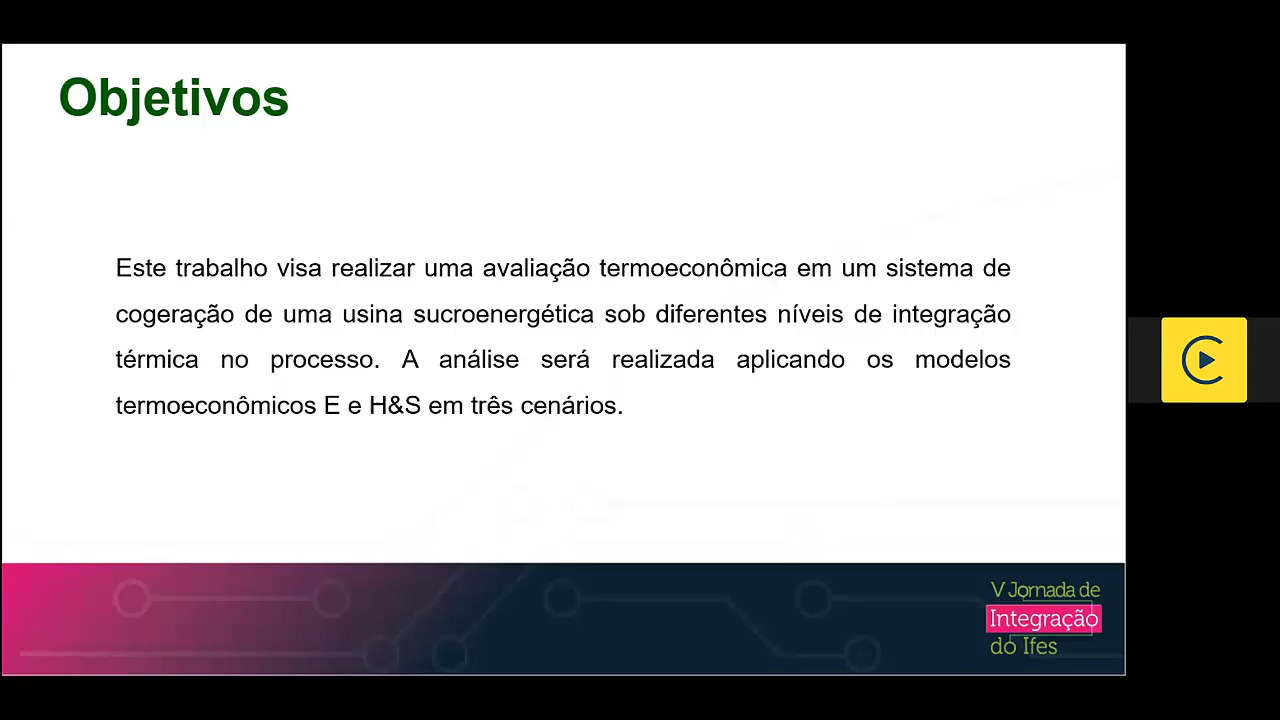 Objetivos
Este trabalho visa realizar uma avaliação termoeconômica em um sistema de
cogeração de uma usina sucroenergética sob diferentes níveis de integração
térmica no processo. A análise será realizada aplicando os modelos
termoeconômicos E e H&S em três cenários.
V Jornada de
Integração
do Ifes